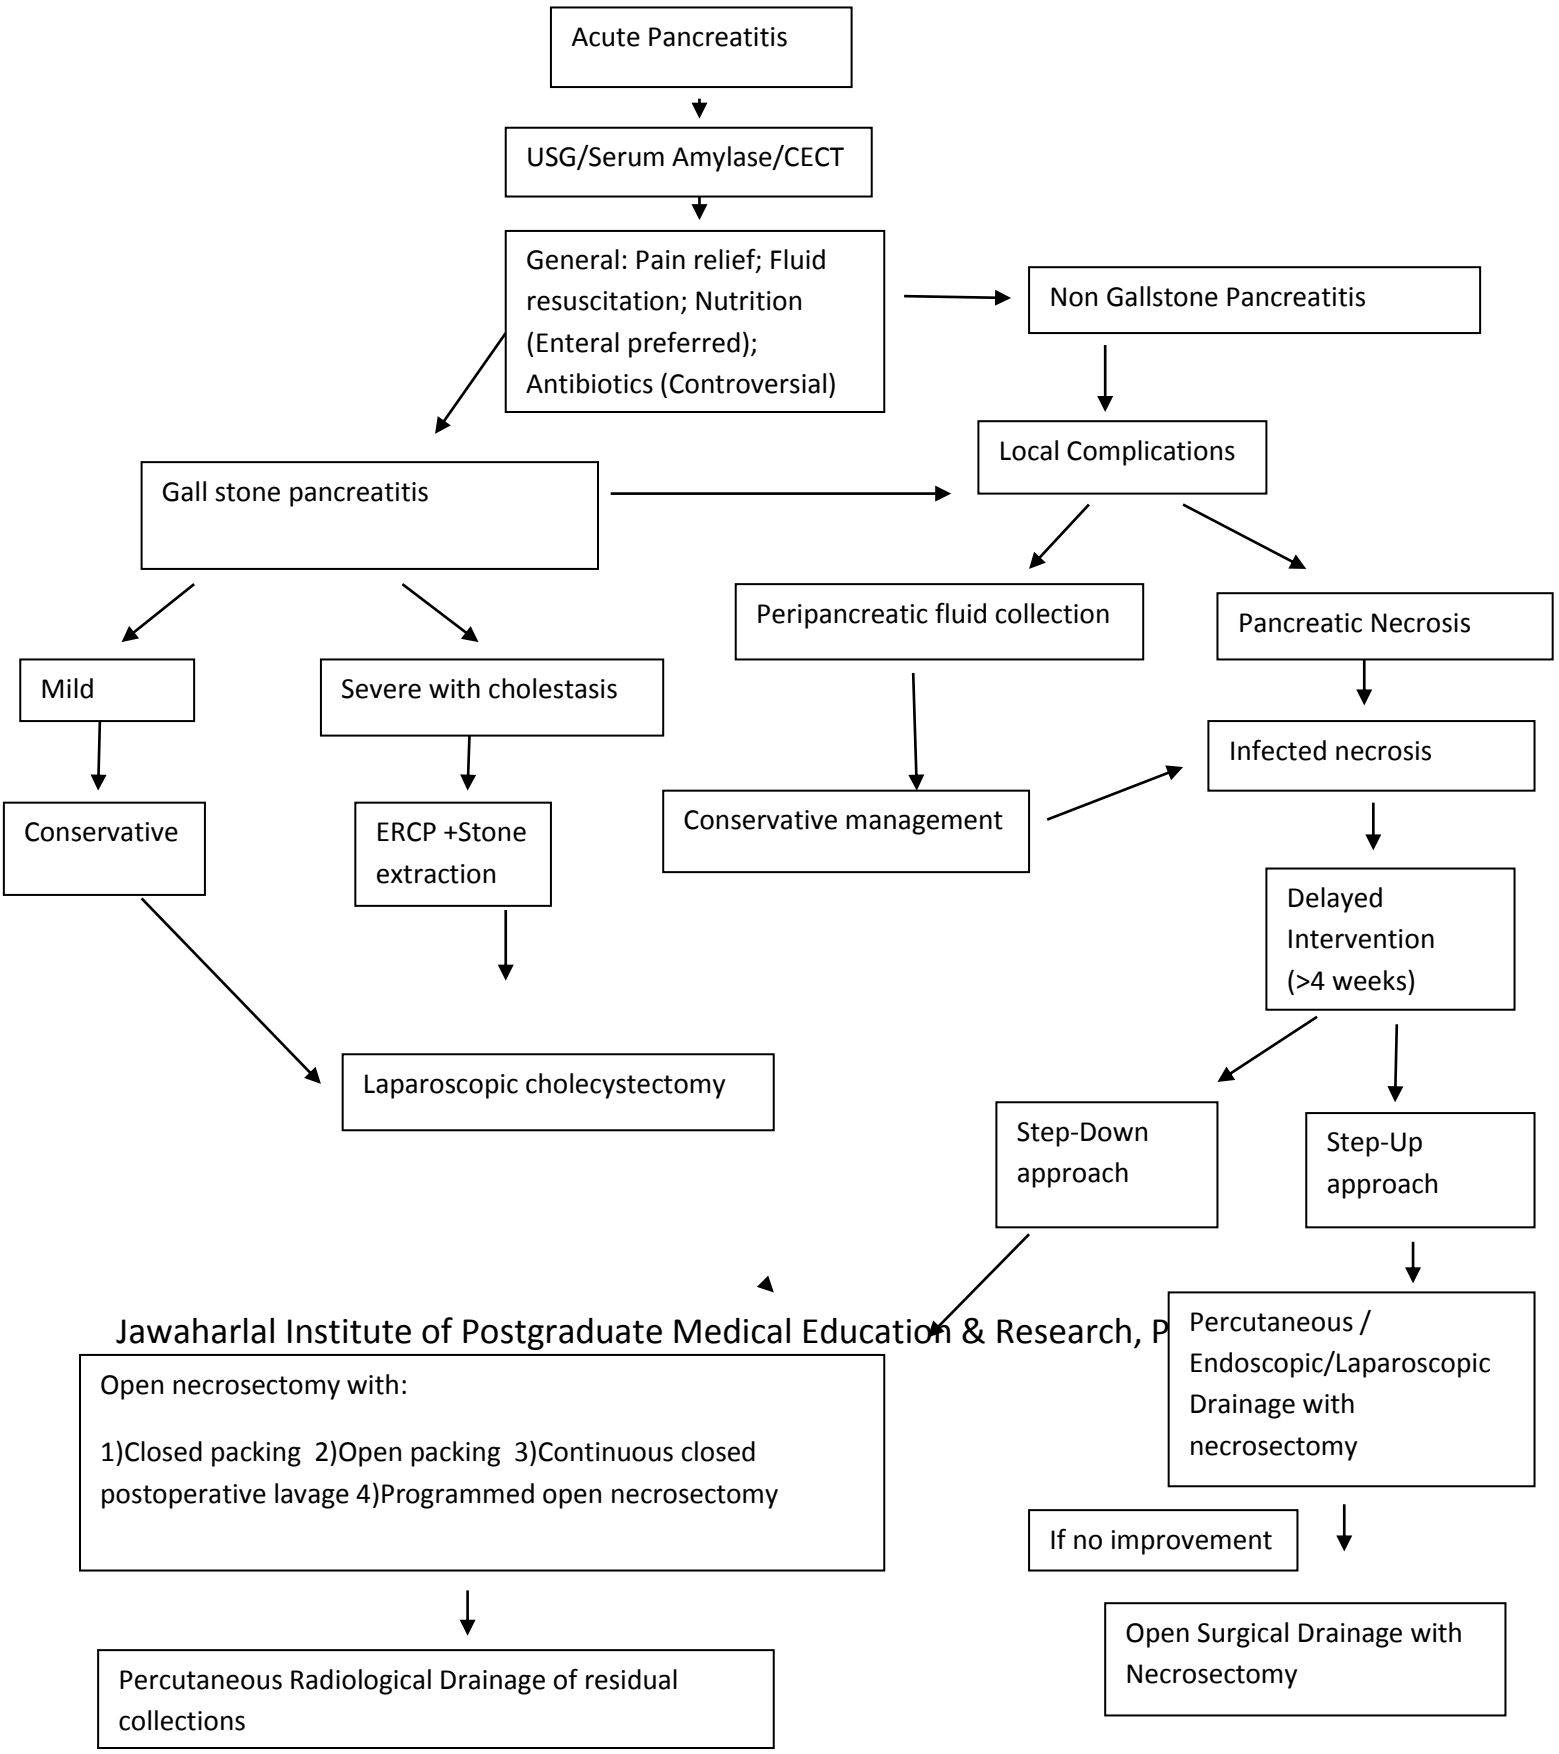 Acute Pancreatitis
USG/Serum Amylase/CECT
General: Pain relief; Fluid
resuscitation; Nutrition
(Enteral preferred);
Antibiotics (Controversial)
Non Gallstone Pancreatitis
Local Complications
Gall stone pancreatitis
Peripancreatic fluid collection
Pancreatic Necrosis
Mild
Severe with cholestasis
Infected necrosis
Conservative
ERCP +Stone
extraction
Conservative management
Delayed
Intervention
(>4 weeks)
Laparoscopic cholecystectomy
Step-Down
approach
Step-Up
approach
Jawaharlal Institute of Postgraduate Medical Education & Research, P
Percutaneous /
Endoscopic/Laparoscopic
Drainage with
necrosectomy
Open necrosectomy with:
1)Closed packing 2)Open packing 3)Continuous closed
postoperative lavage 4)Programmed open necrosectomy
If no improvement
Open Surgical Drainage with
Necrosectomy
Percutaneous Radiological Drainage of residual
collections